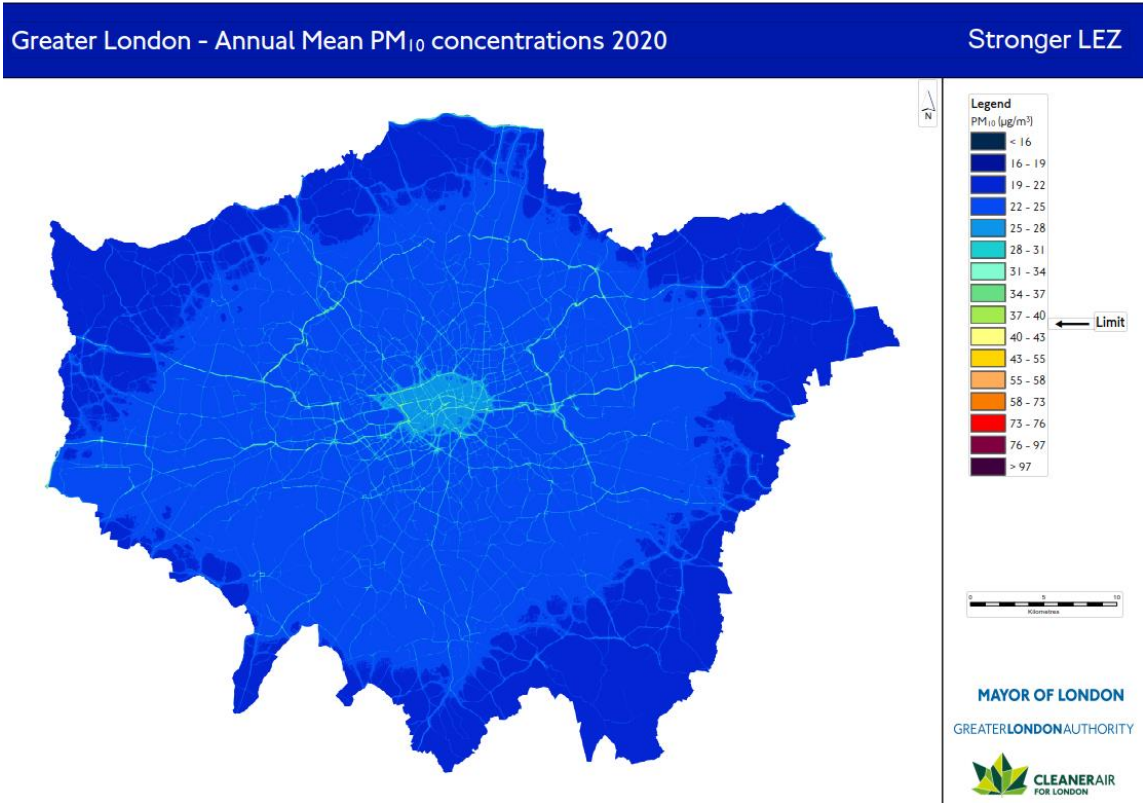 Greater London - Annual Mean PM₁₀ concentrations 2020
Stronger LEZ
N
Legend
PM₁₀ (µg/m³)
< 16
16 - 19
19 - 22
22 - 25
25 - 28
28 - 31
31 - 34
34 - 37
37 - 40
Limit
40 - 43
43 - 55
55 - 58
58 - 73
73 - 76
76 - 97
> 97
0 5 10
Kilometres
MAYOR OF LONDON
GREATERLONDONAUTHORITY
CLEANERAIR
FOR LONDON